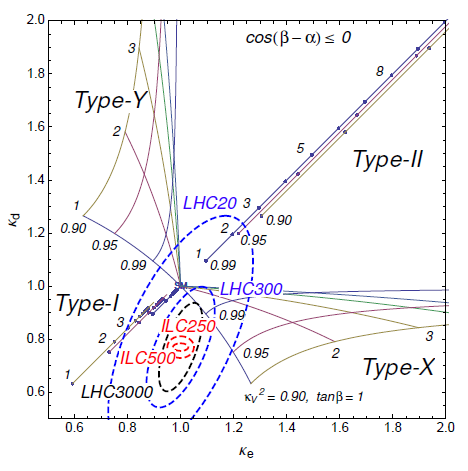 2.0
cos(β−α) ≤ 0
3
8
1.8
Type-Y
1.6
2
5
Type-II
1.4
κd
LHC20
3
1
0.90
2
0.90
1.2
0.95
0.95
0.99
1
0.99
1.0
SM
LHC300
Type-I
3
0.99
ILC250
3
0.8
2
0.95
2
ILC500
Type-X
1
LHC3000
0.6
κV² = 0.90, tanβ = 1
0.6 0.8 1.0 1.2 1.4 1.6 1.8 2.0
κe